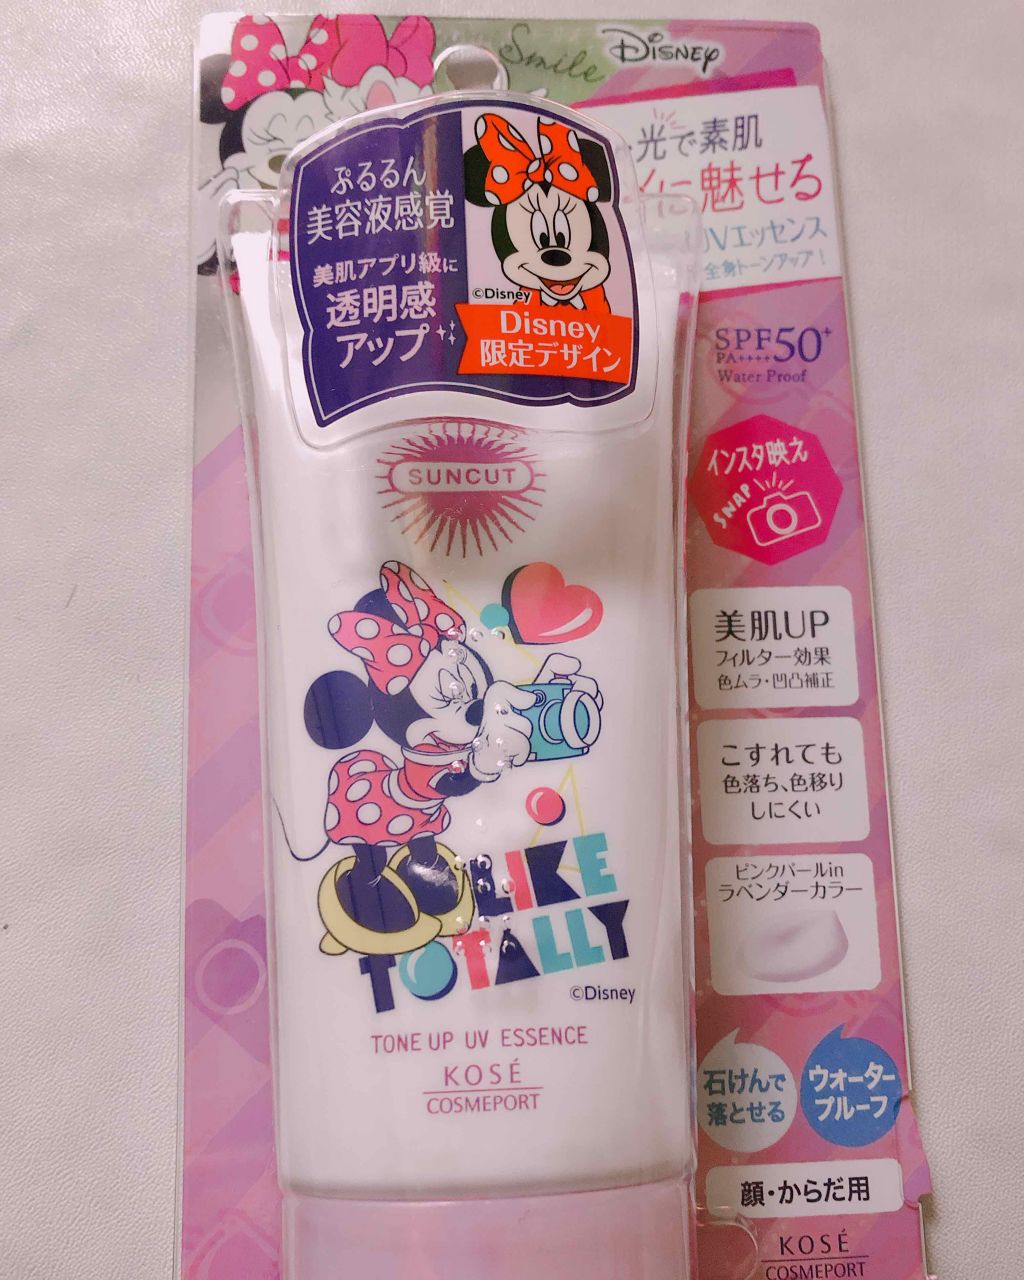 Smile Disney
ぷるるん
美容液感覚
美肌アプリ級に
透明感
アップ
©Disney
Disney
限定デザイン
光で素肌
に魅せる
UVエッセンス
全身トーンアップ!
SPF50+
PA++++
Water Proof
インスタ映え
SNAP
SUNCUT
美肌UP
フィルター効果
色ムラ・凹凸補正
こすれても
色落ち、色移り
しにくい
ピンクパールin
ラベンダーカラー
LIKE
TOTALLY
©Disney
TONE UP UV ESSENCE
KOSÉ
COSMEPORT
石けんで
落とせる
ウォーター
プルーフ
顔・からだ用
KOSÉ
COSMEPORT